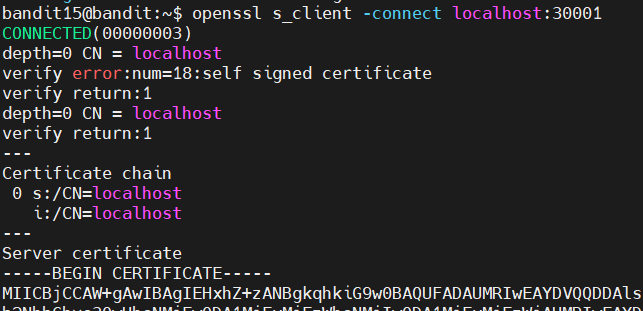 bandit15@bandit:~$ openssl s_client -connect localhost:30001
CONNECTED(00000003)
depth=0 CN = localhost
verify error:num=18:self signed certificate
verify return:1
depth=0 CN = localhost
verify return:1
---
Certificate chain
 0 s:/CN=localhost
   i:/CN=localhost
---
Server certificate
-----BEGIN CERTIFICATE-----
MIICBjCCAW+gAwIBAgIEHxhZ+zANBgkqhkiG9w0BAQUFADAUMRIwEAYDVQQDDAls